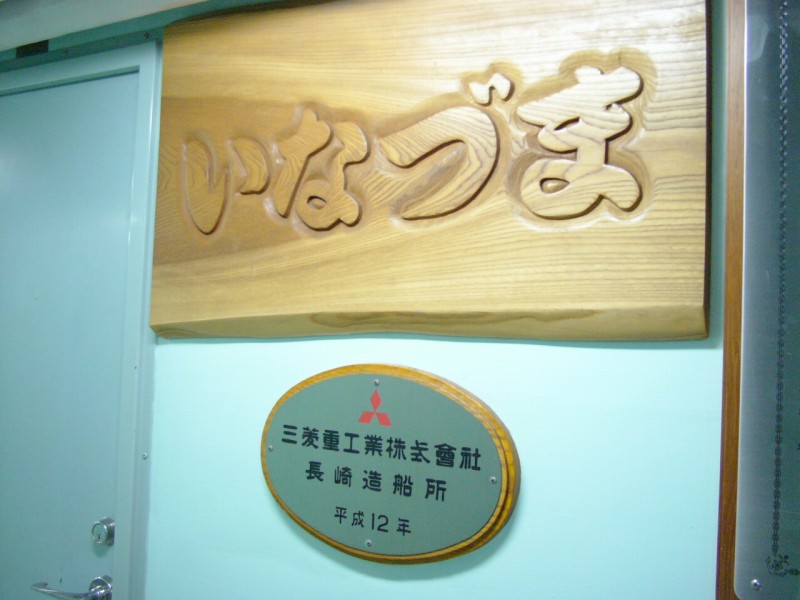 いなづま
三菱重工業株式會社
長崎造船所
平成12年